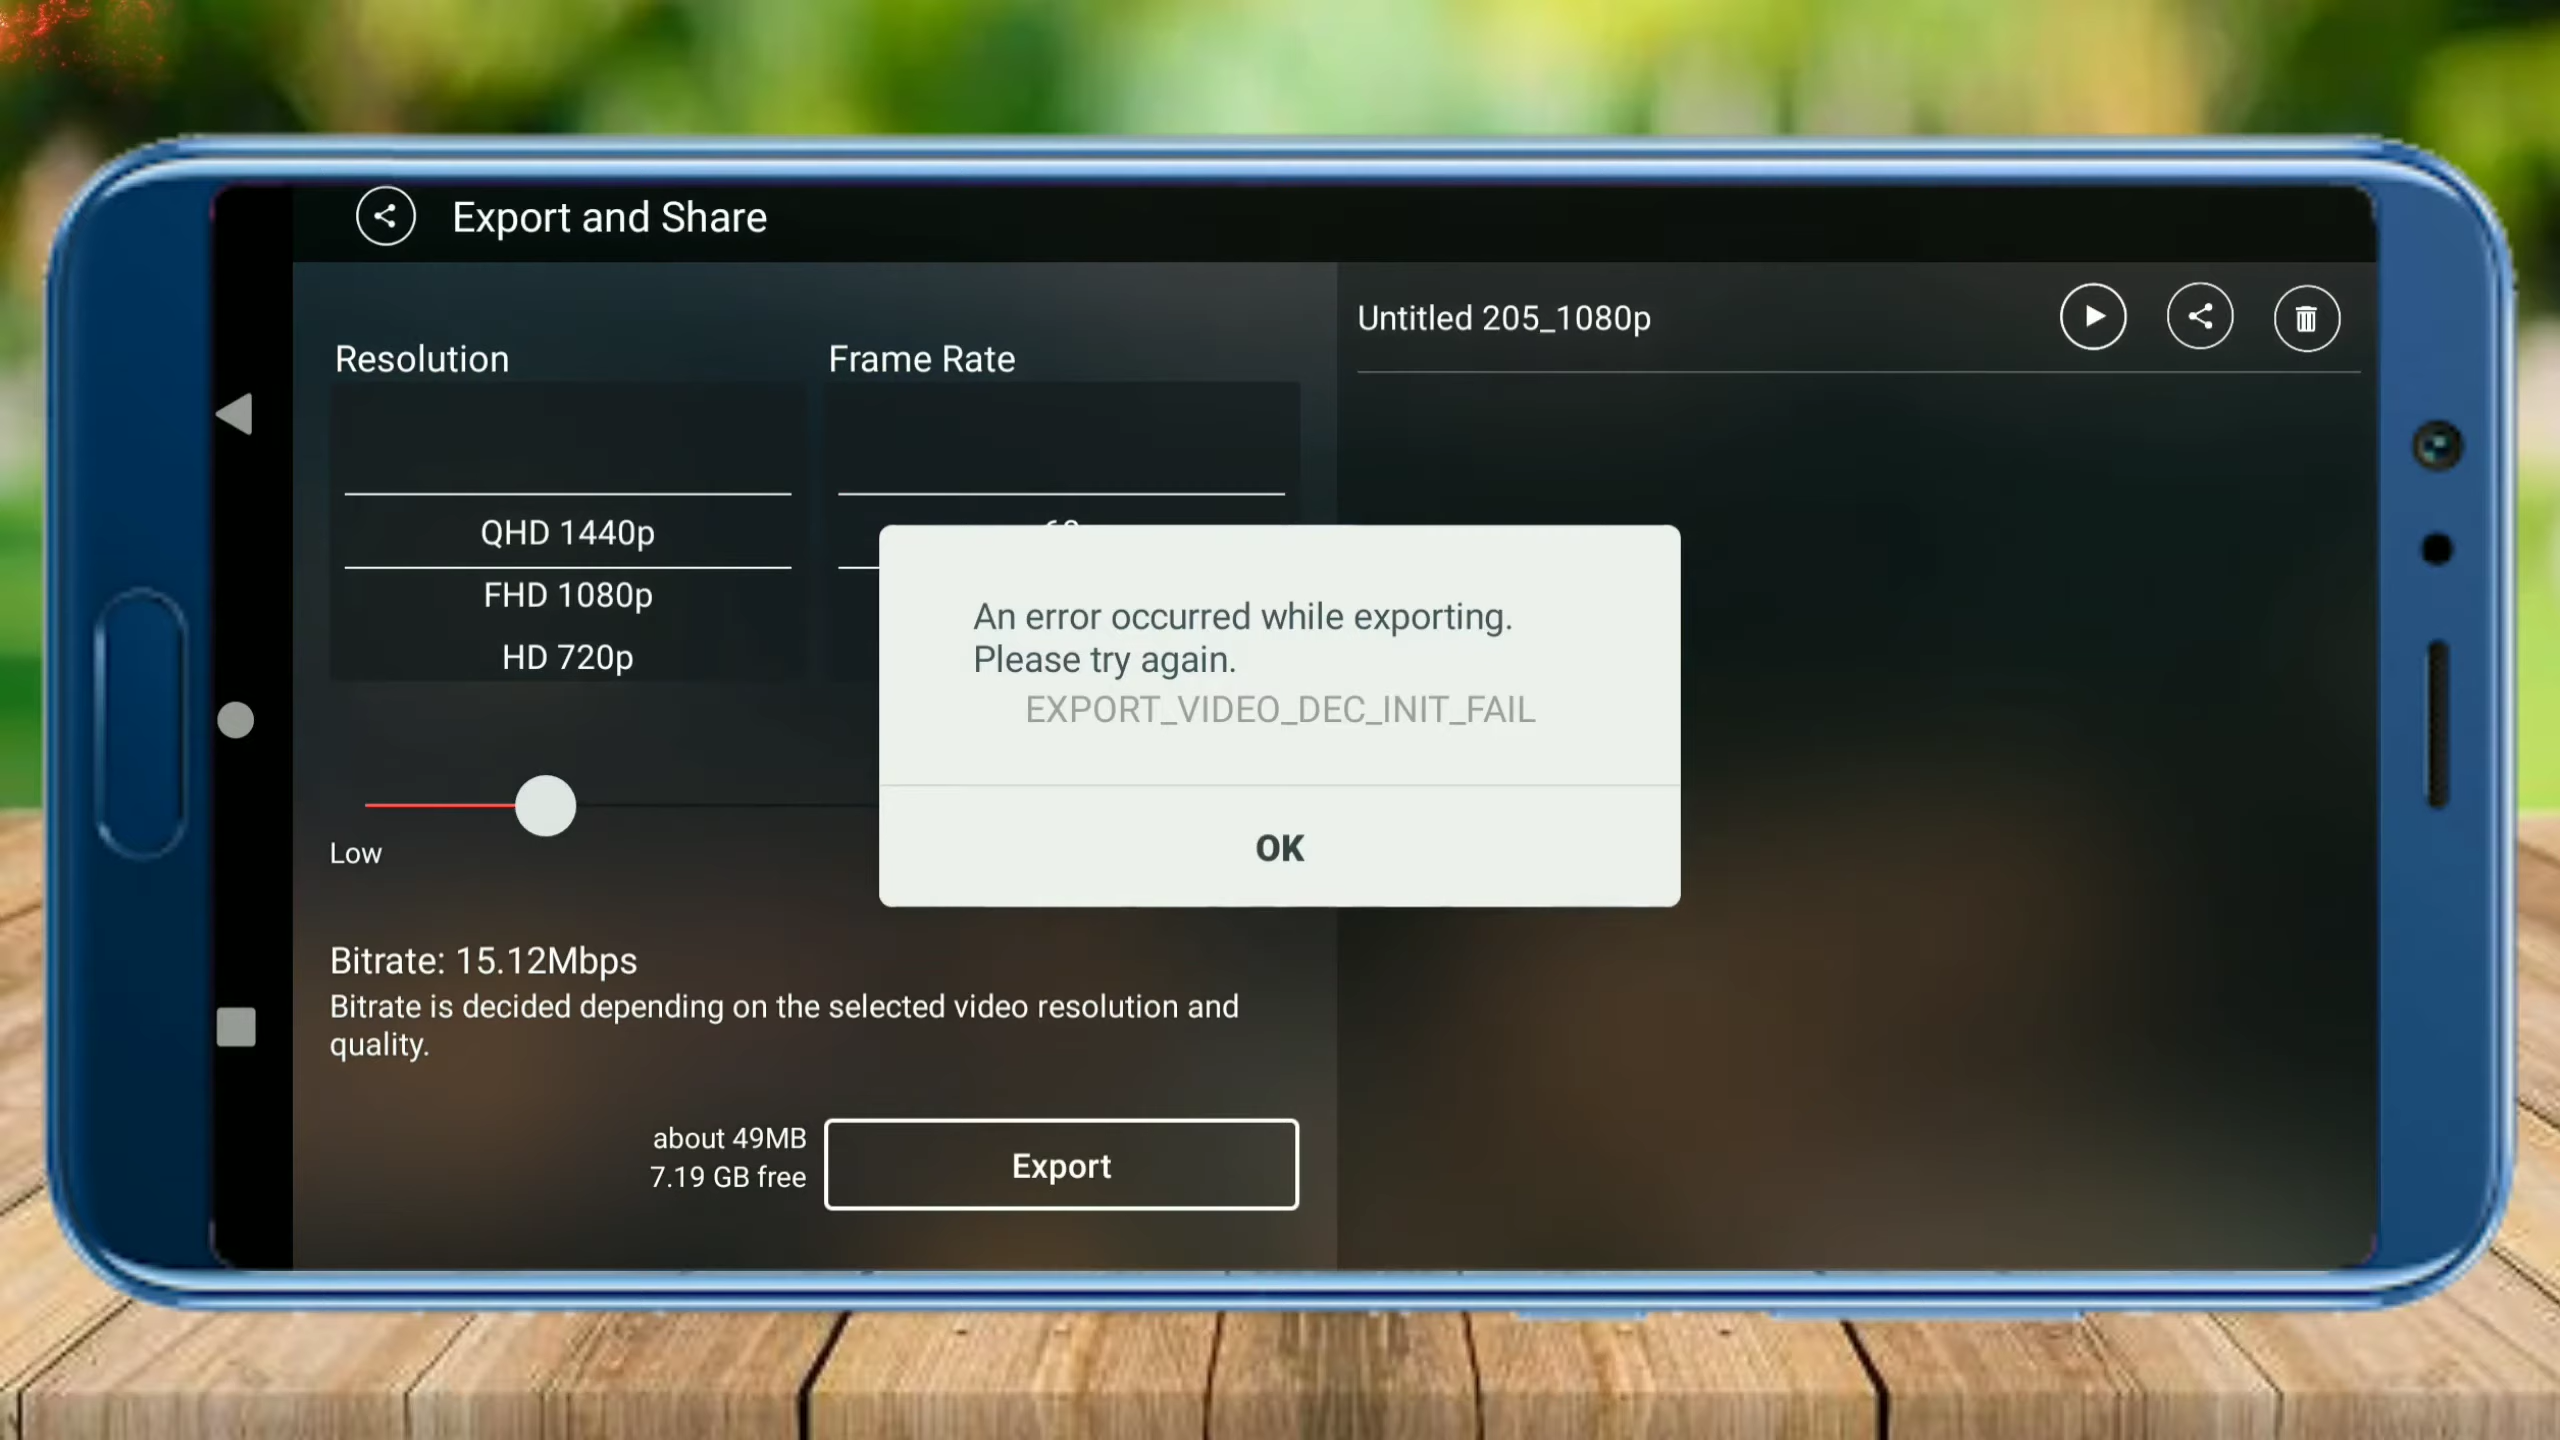 Export and Share
Untitled 205_1080p
Resolution
Frame Rate
QHD 1440p
FHD 1080p
HD 720p
An error occurred while exporting.
Please try again.
EXPORT_VIDEO_DEC_INIT_FAIL
OK
Low
Bitrate: 15.12Mbps
Bitrate is decided depending on the selected video resolution and
quality.
about 49MB
7.19 GB free
Export